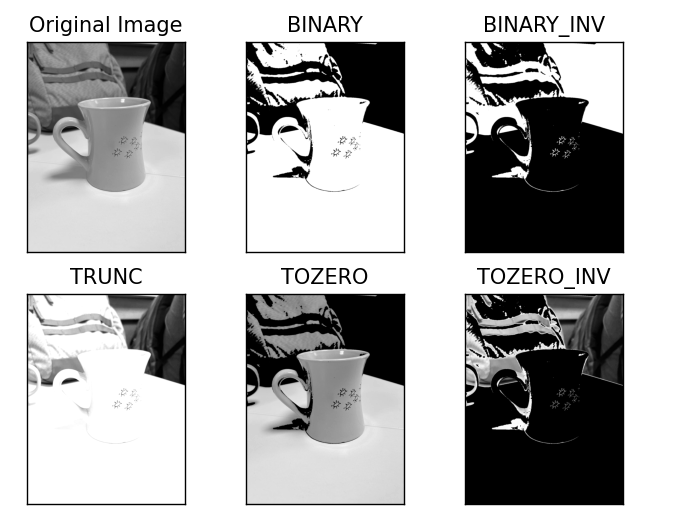 Original Image
BINARY
BINARY_INV
TRUNC
TOZERO
TOZERO_INV